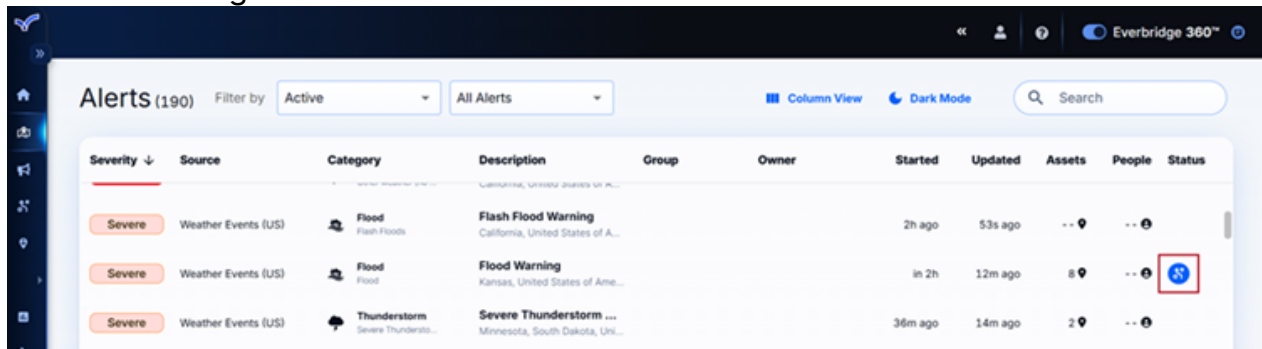 Everbridge 360™
Alerts (190) Filter by Active All Alerts Column View Dark Mode Search
Severity ↓ Source Category Description Group Owner Started Updated Assets People Status
California, United States of A...
Severe Weather Events (US) Flood Flash Flood Warning 2h ago 53s ago -- --
Flash Floods California, United States of A...
Severe Weather Events (US) Flood Flood Warning in 2h 12m ago 8 --
Flood Kansas, United States of Ame...
Severe Weather Events (US) Thunderstorm Severe Thunderstorm ... 36m ago 14m ago 2 --
Severe Thundersto... Minnesota, South Dakota, Uni...